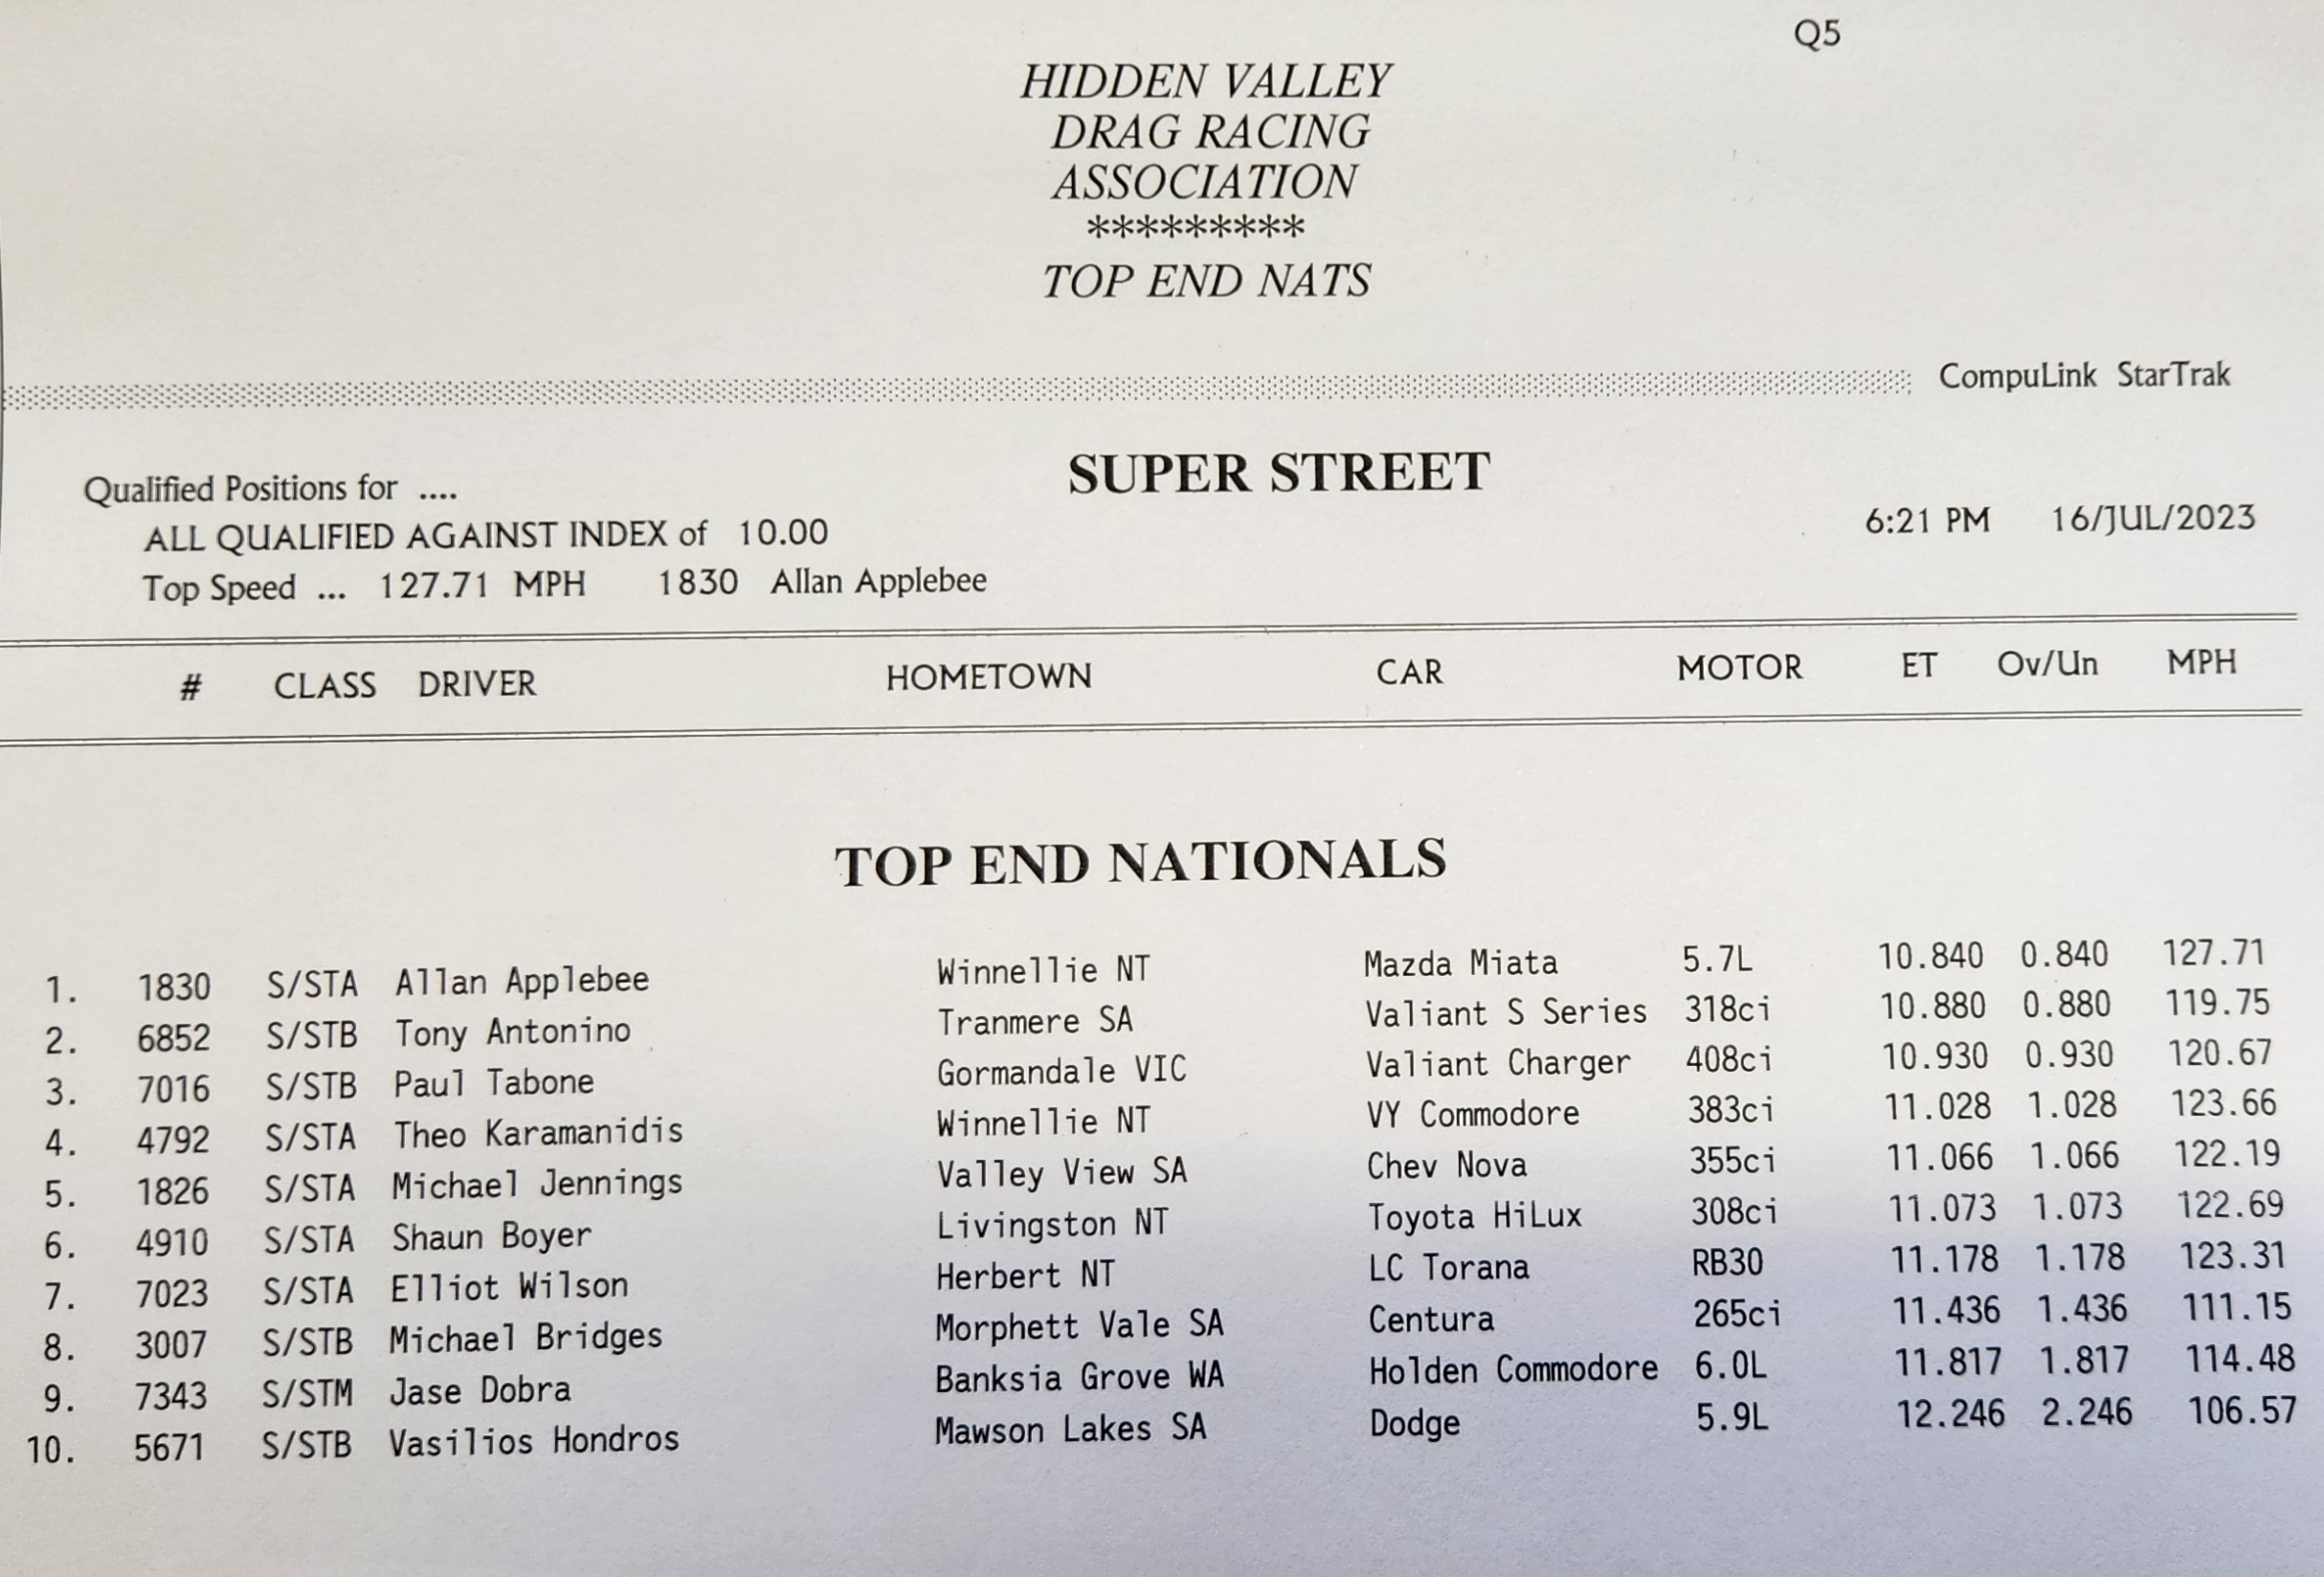 Q5
HIDDEN VALLEY
DRAG RACING
ASSOCIATION
*********
TOP END NATS
CompuLink StarTrak
SUPER STREET
Qualified Positions for ....
ALL QUALIFIED AGAINST INDEX of 10.00
6:21 PM 16/JUL/2023
Top Speed ... 127.71 MPH 1830 Allan Applebee
# CLASS DRIVER HOMETOWN CAR MOTOR ET Ov/Un MPH
TOP END NATIONALS
1. 1830 S/STA Allan Applebee Winnellie NT Mazda Miata 5.7L 10.840 0.840 127.71
2. 6852 S/STB Tony Antonino Tranmere SA Valiant S Series 318ci 10.880 0.880 119.75
3. 7016 S/STB Paul Tabone Gormandale VIC Valiant Charger 408ci 10.930 0.930 120.67
4. 4792 S/STA Theo Karamanidis Winnellie NT VY Commodore 383ci 11.028 1.028 123.66
5. 1826 S/STA Michael Jennings Valley View SA Chev Nova 355ci 11.066 1.066 122.19
6. 4910 S/STA Shaun Boyer Livingston NT Toyota HiLux 308ci 11.073 1.073 122.69
7. 7023 S/STA Elliot Wilson Herbert NT LC Torana RB30 11.178 1.178 123.31
8. 3007 S/STB Michael Bridges Morphett Vale SA Centura 265ci 11.436 1.436 111.15
9. 7343 S/STM Jase Dobra Banksia Grove WA Holden Commodore 6.0L 11.817 1.817 114.48
10. 5671 S/STB Vasilios Hondros Mawson Lakes SA Dodge 5.9L 12.246 2.246 106.57